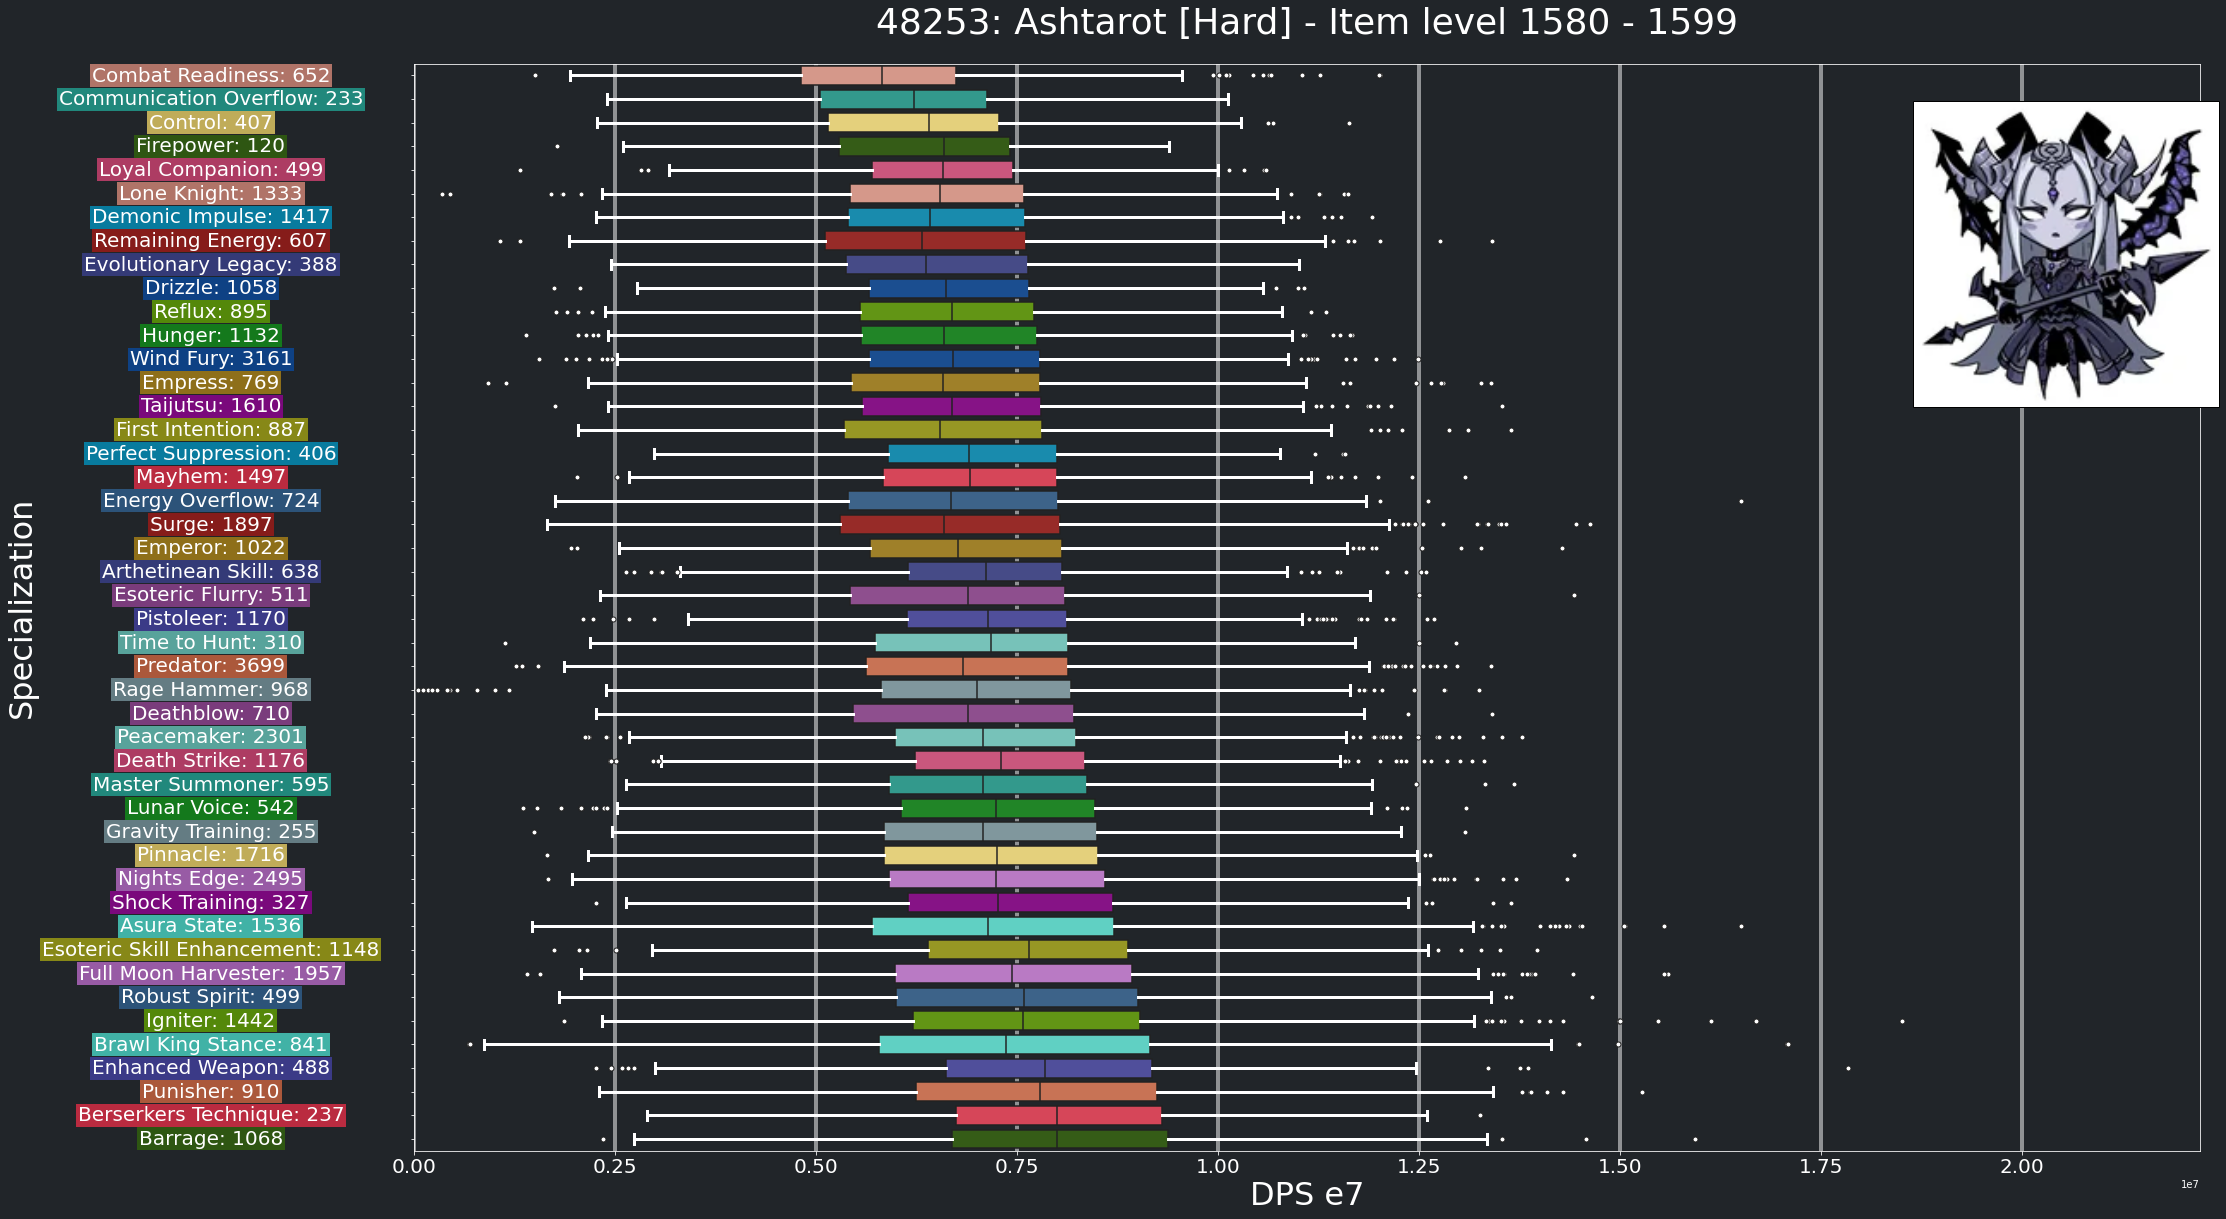 48253: Ashtarot [Hard] - Item level 1580 - 1599
Specialization
Combat Readiness: 652
Communication Overflow: 233
Control: 407
Firepower: 120
Loyal Companion: 499
Lone Knight: 1333
Demonic Impulse: 1417
Remaining Energy: 607
Evolutionary Legacy: 388
Drizzle: 1058
Reflux: 895
Hunger: 1132
Wind Fury: 3161
Empress: 769
Taijutsu: 1610
First Intention: 887
Perfect Suppression: 406
Mayhem: 1497
Energy Overflow: 724
Surge: 1897
Emperor: 1022
Arthetinean Skill: 638
Esoteric Flurry: 511
Pistoleer: 1170
Time to Hunt: 310
Predator: 3699
Rage Hammer: 968
Deathblow: 710
Peacemaker: 2301
Death Strike: 1176
Master Summoner: 595
Lunar Voice: 542
Gravity Training: 255
Pinnacle: 1716
Nights Edge: 2495
Shock Training: 327
Asura State: 1536
Esoteric Skill Enhancement: 1148
Full Moon Harvester: 1957
Robust Spirit: 499
Igniter: 1442
Brawl King Stance: 841
Enhanced Weapon: 488
Punisher: 910
Berserkers Technique: 237
Barrage: 1068
0.00 0.25 0.50 0.75 1.00 1.25 1.50 1.75 2.00
DPS e7
1e7